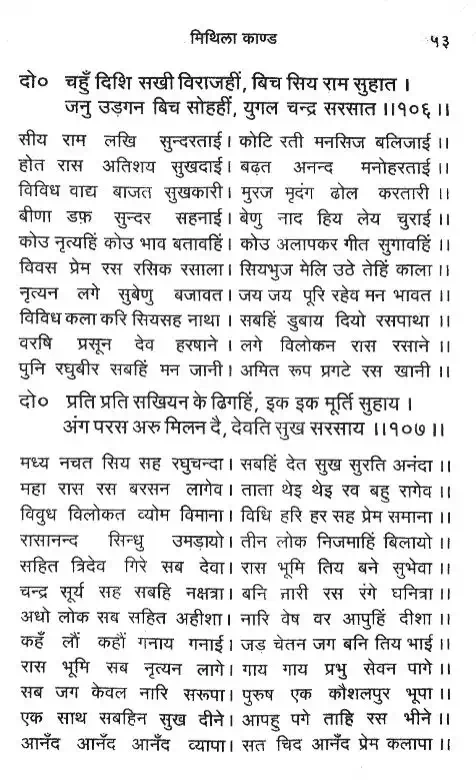 मिथिला काण्ड ५३
दो० चहुँ दिशि सखी विराजहीं, बिच सिय राम सुहात ।
जनु उड़गन बिच सोहहीं, युगल चन्द्र सरसात ।।१०६।।
सीय राम लखि सुन्दरताई। कोटि रती मनसिज बलिजाई ।।
होत रास अतिशय सुखदाई। बढ़त अनन्द मनोहरताई ।।
विविध वाद्य बाजत सुखकारी। मुरज मृदंग ढोल करतारी ।।
बीणा डफ़ सुन्दर सहनाई। बेणु नाद हिय लेय चुराई ।।
कोउ नृत्यहिं कोउ भाव बतावहिं। कोउ अलापकर गीत सुगावहिं ।।
विवस प्रेम रस रसिक रसाला। सियभुज मेलि उठे तेहिं काला ।।
नृत्यन लगे सुबेणु बजावत। जय जय पूरि रहेव मन भावत ।।
विविध कला करि सियसह नाथा। सबहिं डुबाय दियो रसपाथा ।।
वरषि प्रसून देव हरषाने। लगे विलोकन रास रसाने ।।
पुनि रघुबीर सबहिं मन जानी। अमित रूप प्रगटे रस खानी ।।
दो० प्रति प्रति सखियन के ढिगहिं, इक इक मूर्ति सुहाय ।
अंग परस अरु मिलन दै, देवति सुख सरसाय ।।१०७।।
मध्य नचत सिय सह रघुचन्दा। सबहिं देत सुख सुरति अनंदा ।।
महा रास रस बरसन लागेव। ताता थेइ थेइ रव बहु रागेव ।।
विवुध विलोकत व्योम विमाना। विधि हरि हर सह प्रेम समाना ।।
रासानन्द सिन्धु उमड़ायो। तीन लोक निजमाहिं बिलायो ।।
सहित त्रिदेव गिरे सब देवा। रास भूमि तिय बने सुभेवा ।।
चन्द्र सूर्य सह सबहि नक्षत्रा। बनि नारी रस रंगे घनित्रा ।।
अधो लोक सब सहित अहीशा। नारि वेष वर आपुहिं दीशा ।।
कहँ लौं कहौं गनाय गनाई। जड़ चेतन जग बनि तिय भाई ।।
रास भूमि सब नृत्यन लागे। गाय गाय प्रभु सेवन पागे ।।
सब जग केवल नारि सरूपा। पुरुष एक कौशलपुर भूपा ।।
एक साथ सबहिन सुख दीने। आपहु पगे ताहि रस भीने ।।
आनँद आनँद आनँद व्यापा। सत चिद आनँद प्रेम कलापा ।।